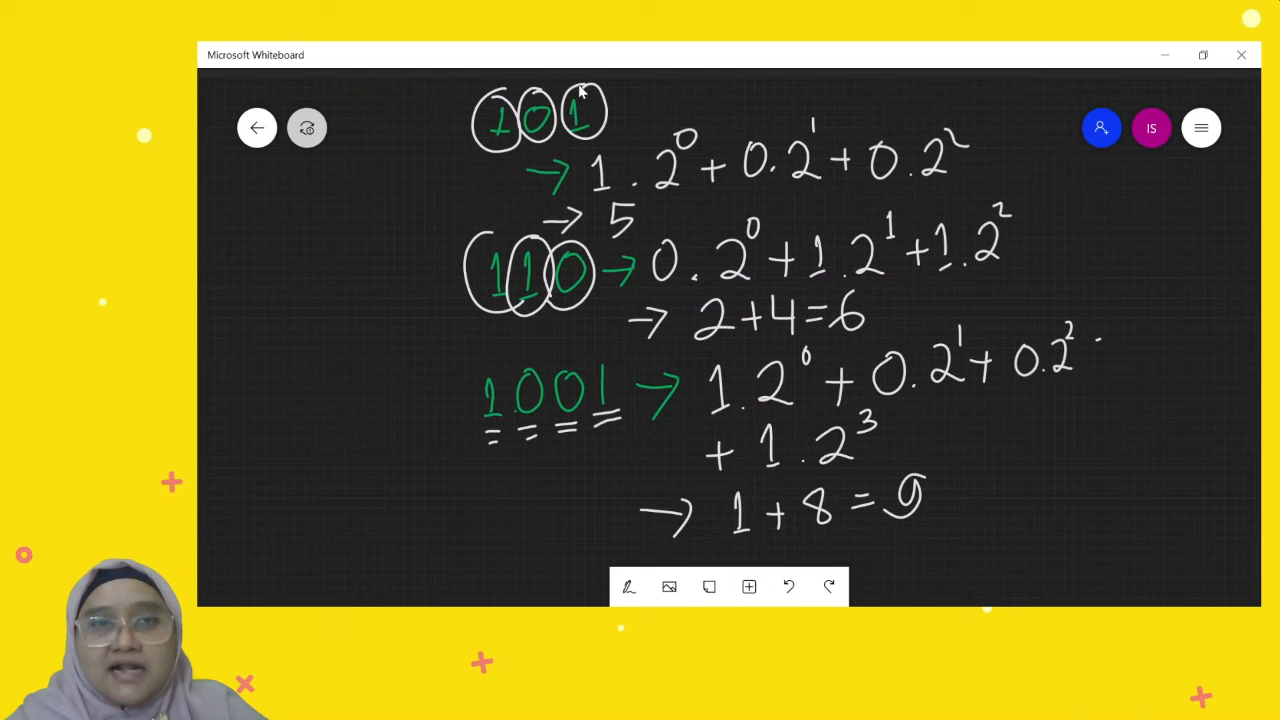 Microsoft Whiteboard
101
→ 1 . 2⁰ + 0.2¹ + 0.2²
→ 5
IS
110 → 0 . 2⁰ + 1.2¹ + 1.2²
→ 2+4=6
1001 → 1.2⁰ + 0.2¹ + 0.2²
+ 1 . 2³
→ 1 + 8 = 9